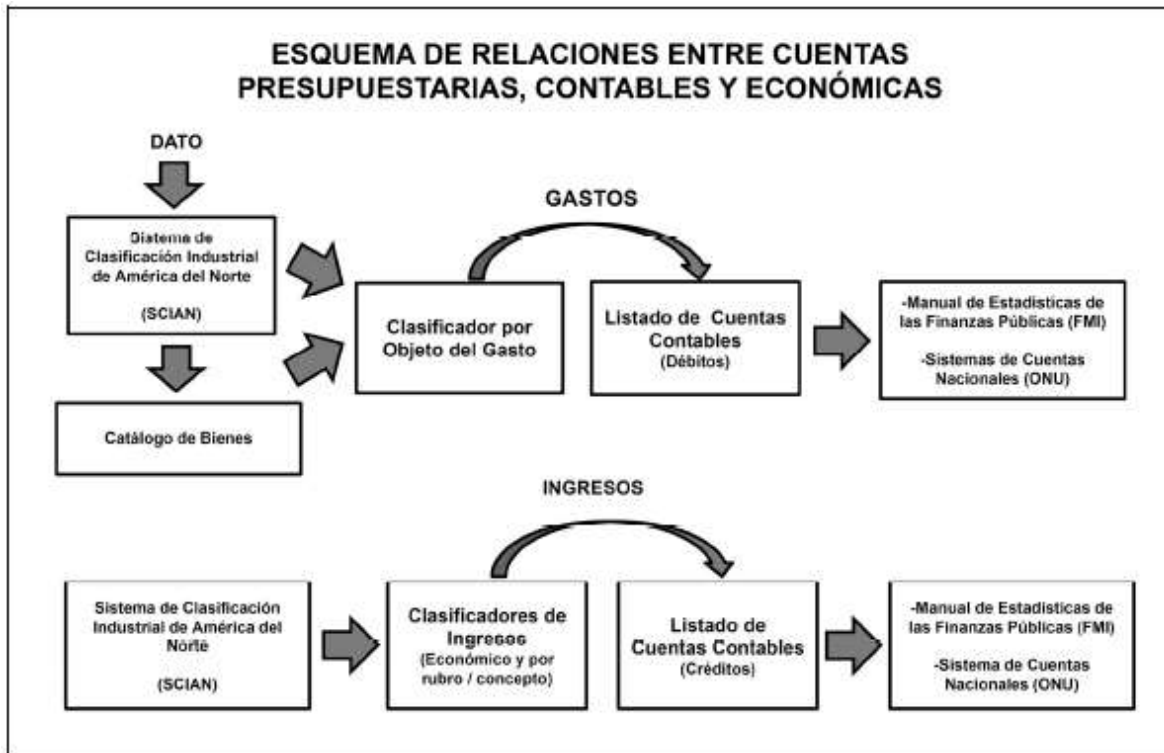 ESQUEMA DE RELACIONES ENTRE CUENTAS
PRESUPUESTARIAS, CONTABLES Y ECONÓMICAS
DATO
Sistema de
Clasificación Industrial
de América del Norte
(SCIAN)
Catálogo de Bienes
GASTOS
Clasificador por
Objeto del Gasto
Listado de Cuentas
Contables
(Débitos)
-Manual de Estadísticas de
las Finanzas Públicas (FMI)
-Sistemas de Cuentas
Nacionales (ONU)
INGRESOS
Sistema de Clasificación
Industrial de América del
Norte
(SCIAN)
Clasificadores de
Ingresos
(Económico y por
rubro / concepto)
Listado de
Cuentas Contables
(Créditos)
-Manual de Estadísticas de
las Finanzas Públicas (FMI)
-Sistema de Cuentas
Nacionales (ONU)